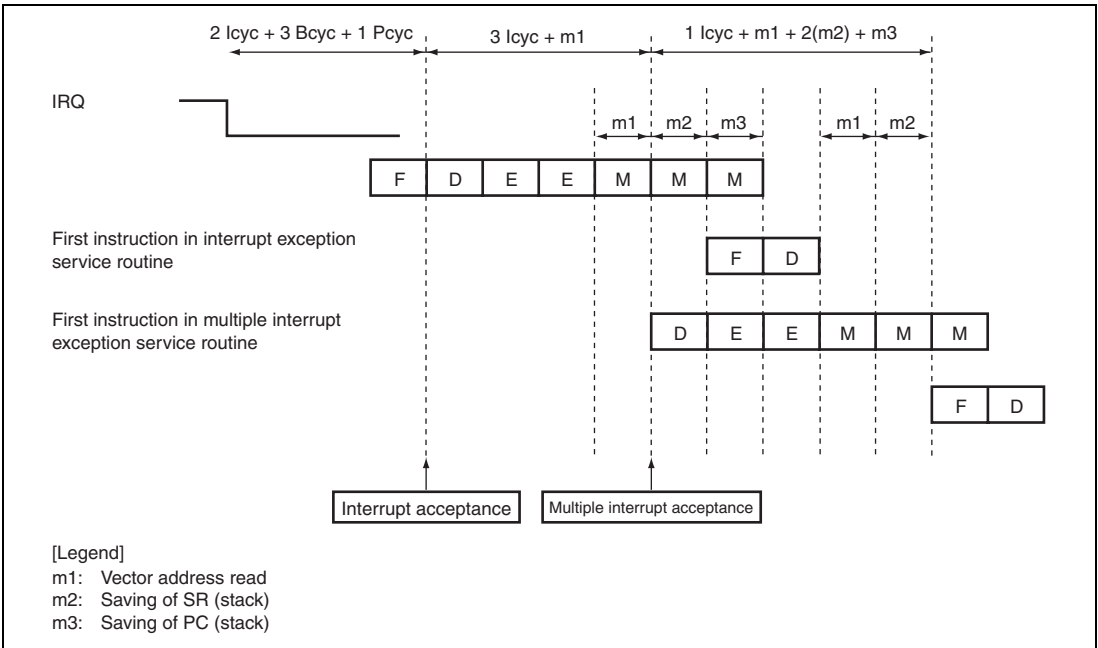 2 Icyc + 3 Bcyc + 1 Pcyc
3 Icyc + m1
1 Icyc + m1 + 2(m2) + m3
IRQ
m1 m2 m3 m1 m2
F D E E M M M
First instruction in interrupt exception
service routine
F D
First instruction in multiple interrupt
exception service routine
D E E M M M
F D
Interrupt acceptance
Multiple interrupt acceptance
[Legend]
m1: Vector address read
m2: Saving of SR (stack)
m3: Saving of PC (stack)